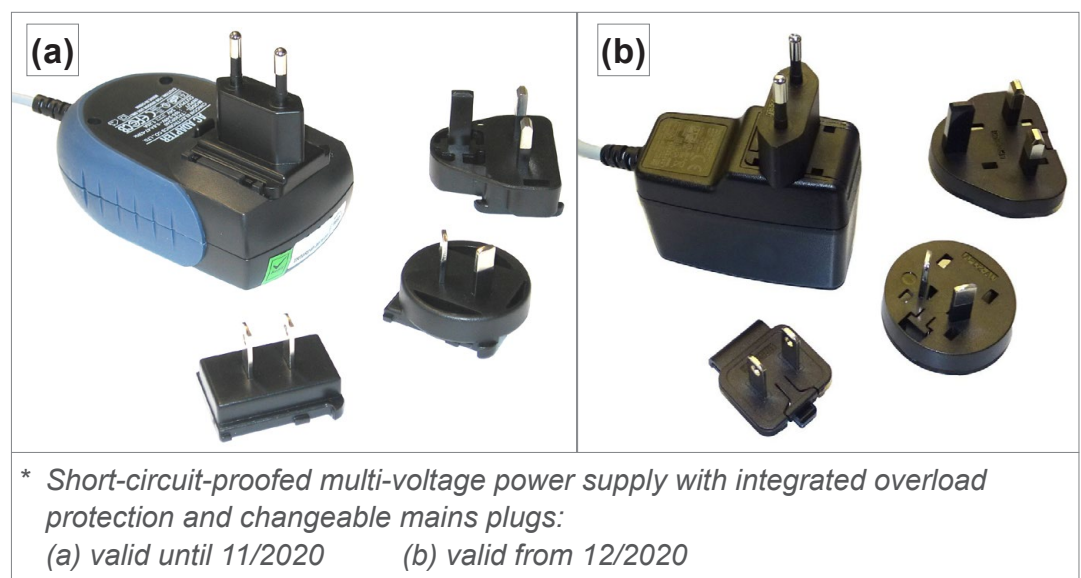 (a)
(b)
AC ADAPTER
* Short-circuit-proofed multi-voltage power supply with integrated overload
protection and changeable mains plugs:
(a) valid until 11/2020 (b) valid from 12/2020